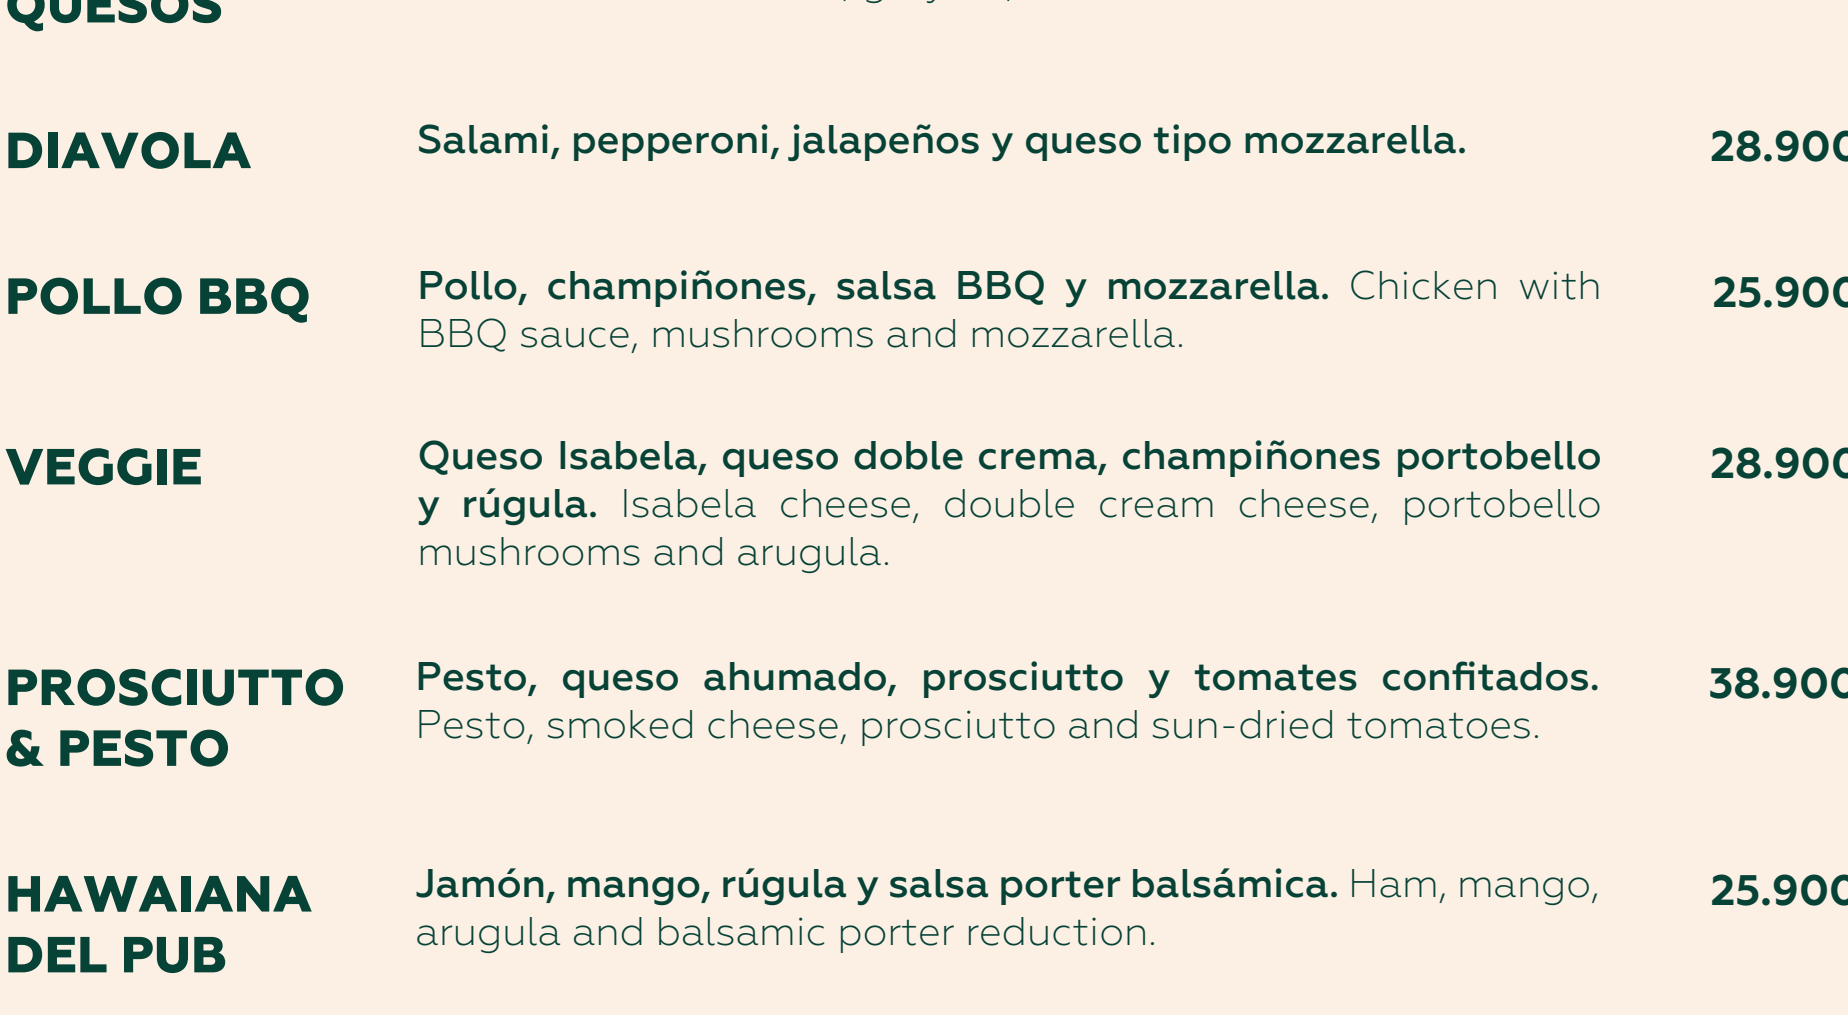 QUESOS
DIAVOLA
Salami, pepperoni, jalapeños y queso tipo mozzarella.
28.900
POLLO BBQ
Pollo, champiñones, salsa BBQ y mozzarella. Chicken with
BBQ sauce, mushrooms and mozzarella.
25.900
VEGGIE
Queso Isabela, queso doble crema, champiñones portobello
y rúgula. Isabela cheese, double cream cheese, portobello
mushrooms and arugula.
28.900
PROSCIUTTO
& PESTO
Pesto, queso ahumado, prosciutto y tomates confitados.
Pesto, smoked cheese, prosciutto and sun-dried tomatoes.
38.900
HAWAIANA
DEL PUB
Jamón, mango, rúgula y salsa porter balsámica. Ham, mango,
arugula and balsamic porter reduction.
25.900